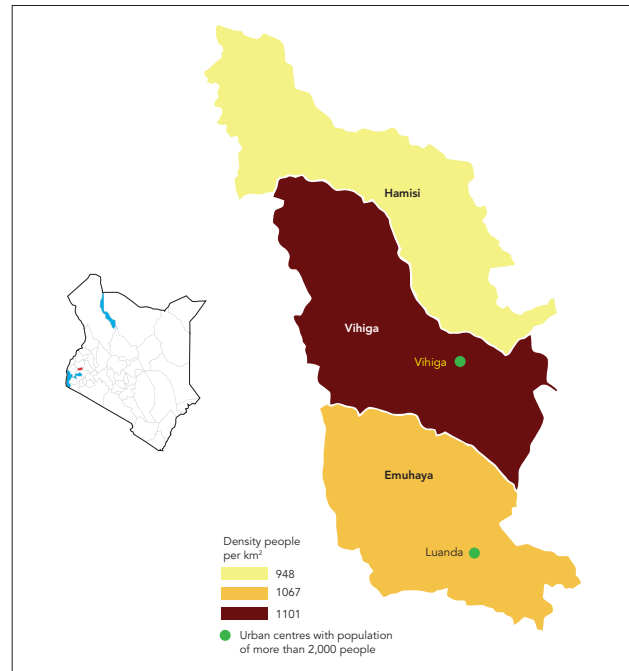 Hamisi
Vihiga
Vihiga
Emuhaya
Luanda
Density people
per km²
948
1067
1101
Urban centres with population
of more than 2,000 people